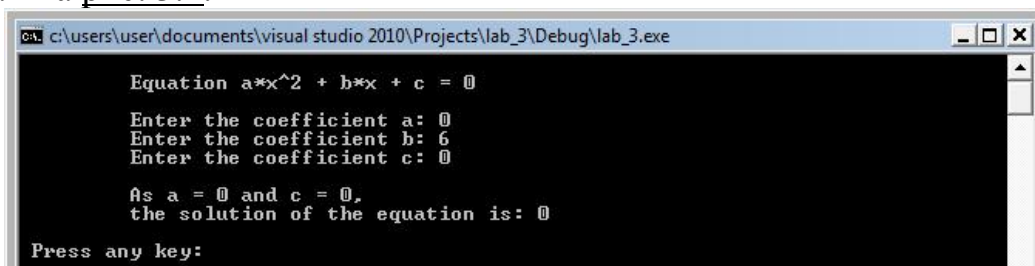 c:\users\user\documents\visual studio 2010\Projects\lab_3\Debug\lab_3.exe
Equation a*x^2 + b*x + c = 0
Enter the coefficient a: 0
Enter the coefficient b: 6
Enter the coefficient c: 0
As a = 0 and c = 0,
the solution of the equation is: 0
Press any key: